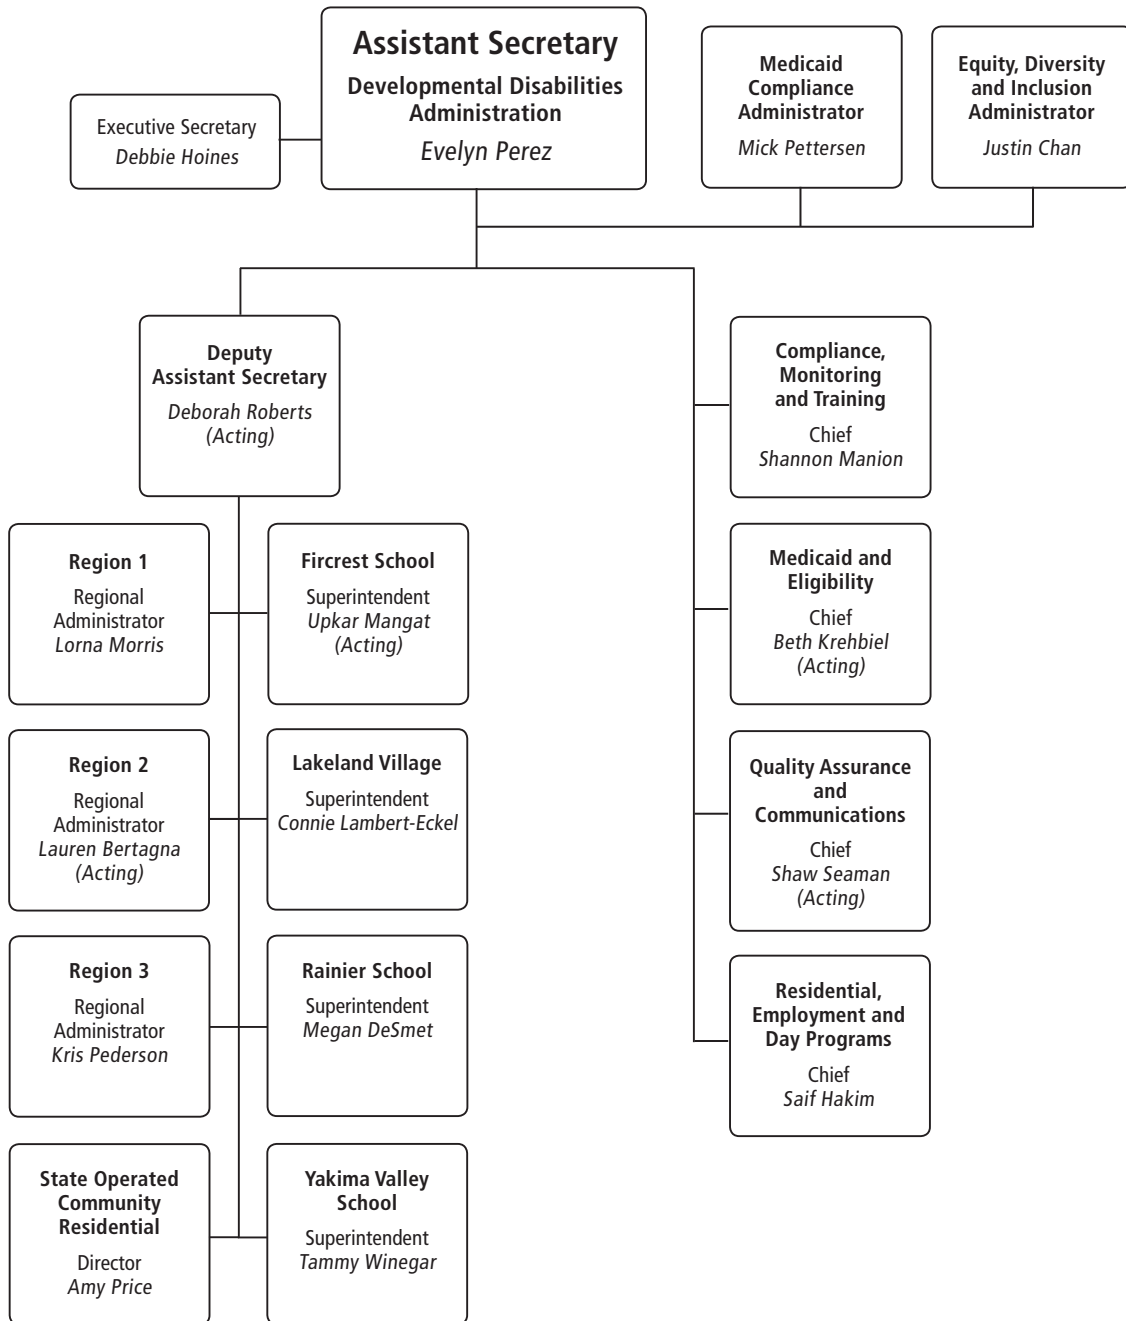 Assistant Secretary
Developmental Disabilities
Administration
Evelyn Perez
Executive Secretary
Debbie Hoines
Medicaid
Compliance
Administrator
Mick Pettersen
Equity, Diversity
and Inclusion
Administrator
Justin Chan
Deputy
Assistant Secretary
Deborah Roberts
(Acting)
Region 1
Regional
Administrator
Lorna Morris
Fircrest School
Superintendent
Upkar Mangat
(Acting)
Region 2
Regional
Administrator
Lauren Bertagna
(Acting)
Lakeland Village
Superintendent
Connie Lambert-Eckel
Region 3
Regional
Administrator
Kris Pederson
Rainier School
Superintendent
Megan DeSmet
State Operated
Community
Residential
Director
Amy Price
Yakima Valley
School
Superintendent
Tammy Winegar
Compliance,
Monitoring
and Training
Chief
Shannon Manion
Medicaid and
Eligibility
Chief
Beth Krehbiel
(Acting)
Quality Assurance
and
Communications
Chief
Shaw Seaman
(Acting)
Residential,
Employment and
Day Programs
Chief
Saif Hakim